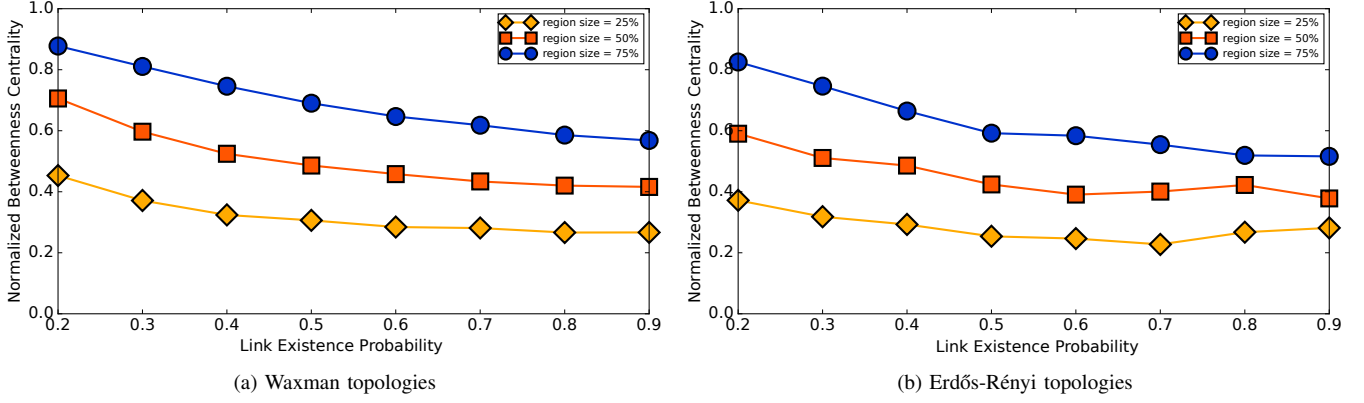 Normalized Betweenness Centrality
1.0
0.8
0.6
0.4
0.2
0.0
region size = 25%
region size = 50%
region size = 75%
0.2 0.3 0.4 0.5 0.6 0.7 0.8 0.9
Link Existence Probability
(a) Waxman topologies
Normalized Betweenness Centrality
1.0
0.8
0.6
0.4
0.2
0.0
region size = 25%
region size = 50%
region size = 75%
0.2 0.3 0.4 0.5 0.6 0.7 0.8 0.9
Link Existence Probability
(b) Erdős-Rényi topologies